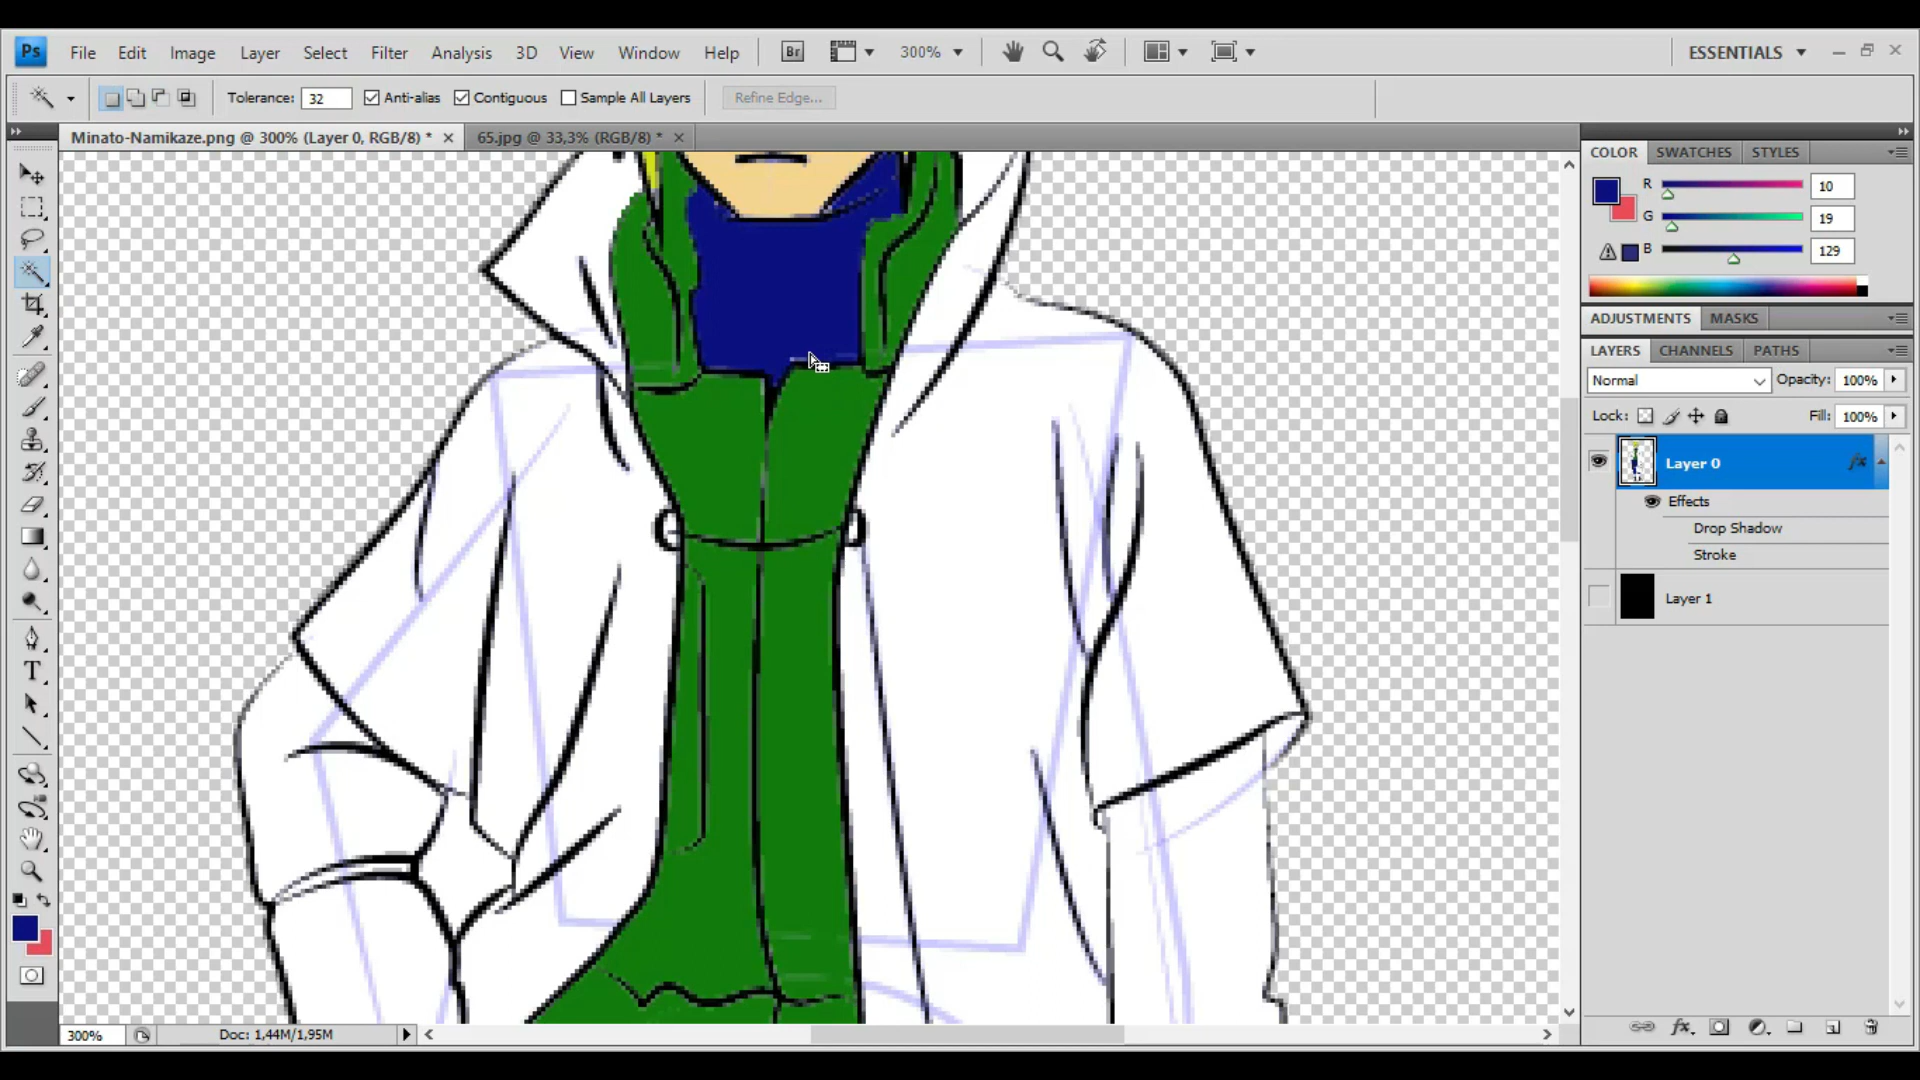 Ps File Edit Image Layer Select Filter Analysis 3D View Window Help Br 300% ESSENTIALS
Tolerance: 32 Anti-alias Contiguous Sample All Layers Refine Edge...
Minato-Namikaze.png @ 300% (Layer 0, RGB/8) * 65.jpg @ 33,3% (RGB/8) *
COLOR SWATCHES STYLES
R 10
G 19
B 129
ADJUSTMENTS MASKS
LAYERS CHANNELS PATHS
Normal Opacity: 100%
Lock: Fill: 100%
Layer 0 fx
Effects
Drop Shadow
Stroke
Layer 1
T
300% Doc: 1,44M/1,95M
fx